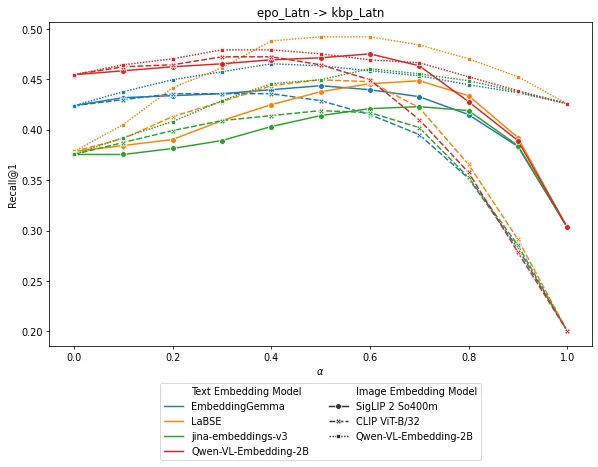 epo_Latn -> kbp_Latn
Recall@1
0.50
0.45
0.40
0.35
0.30
0.25
0.20
0.0
0.2
0.4
0.6
0.8
1.0
α
Text Embedding Model
EmbeddingGemma
LaBSE
jina-embeddings-v3
Qwen-VL-Embedding-2B
Image Embedding Model
SigLIP 2 So400m
CLIP ViT-B/32
Qwen-VL-Embedding-2B